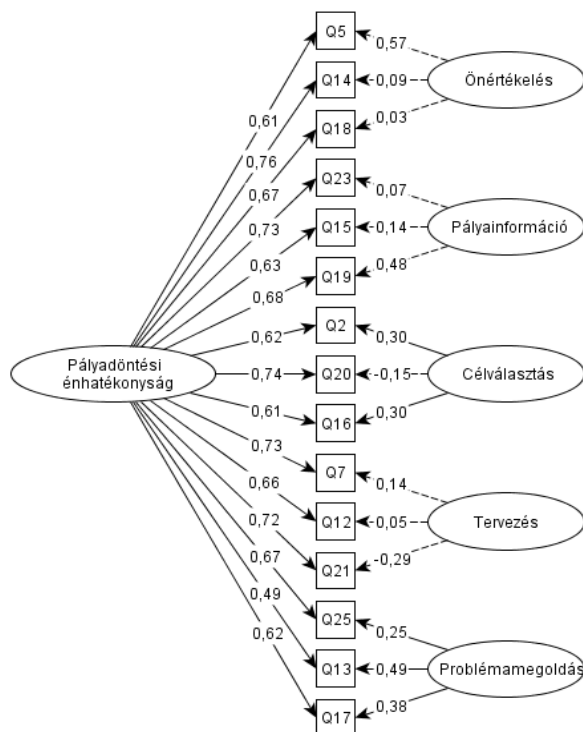 Q5
0,57
Önértékelés
Q14
0,09
Q18
0,03
0,61
0,76
0,67
Q23
0,07
Pályainformáció
0,73
Q15
0,14
0,63
Q19
0,48
0,68
Q2
0,30
0,62
Pályadöntési
énhatékonyság
0,74
Q20
-0,15
Célválasztás
0,61
Q16
0,30
0,73
Q7
0,14
0,66
Q12
0,05
Tervezés
0,72
Q21
-0,29
0,67
0,49
0,62
Q25
0,25
Q13
0,49
Problémamegoldás
Q17
0,38